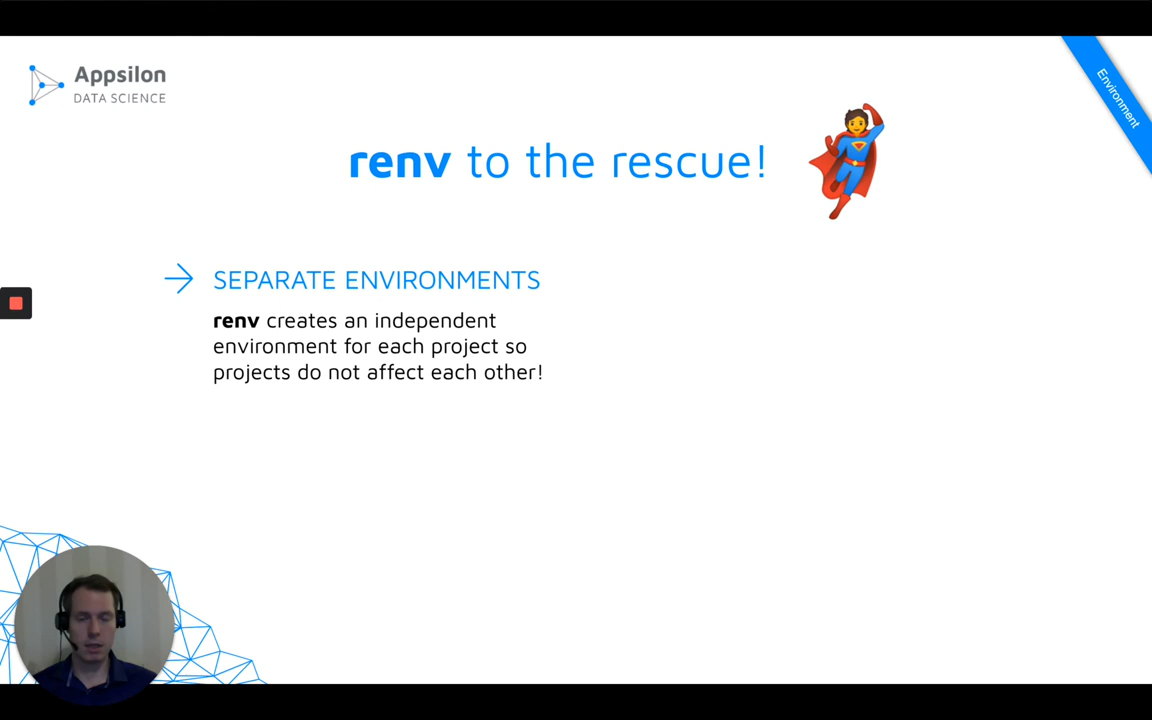 Appsilon
DATA SCIENCE
Environment
renv to the rescue!
SEPARATE ENVIRONMENTS
renv creates an independent
environment for each project so
projects do not affect each other!